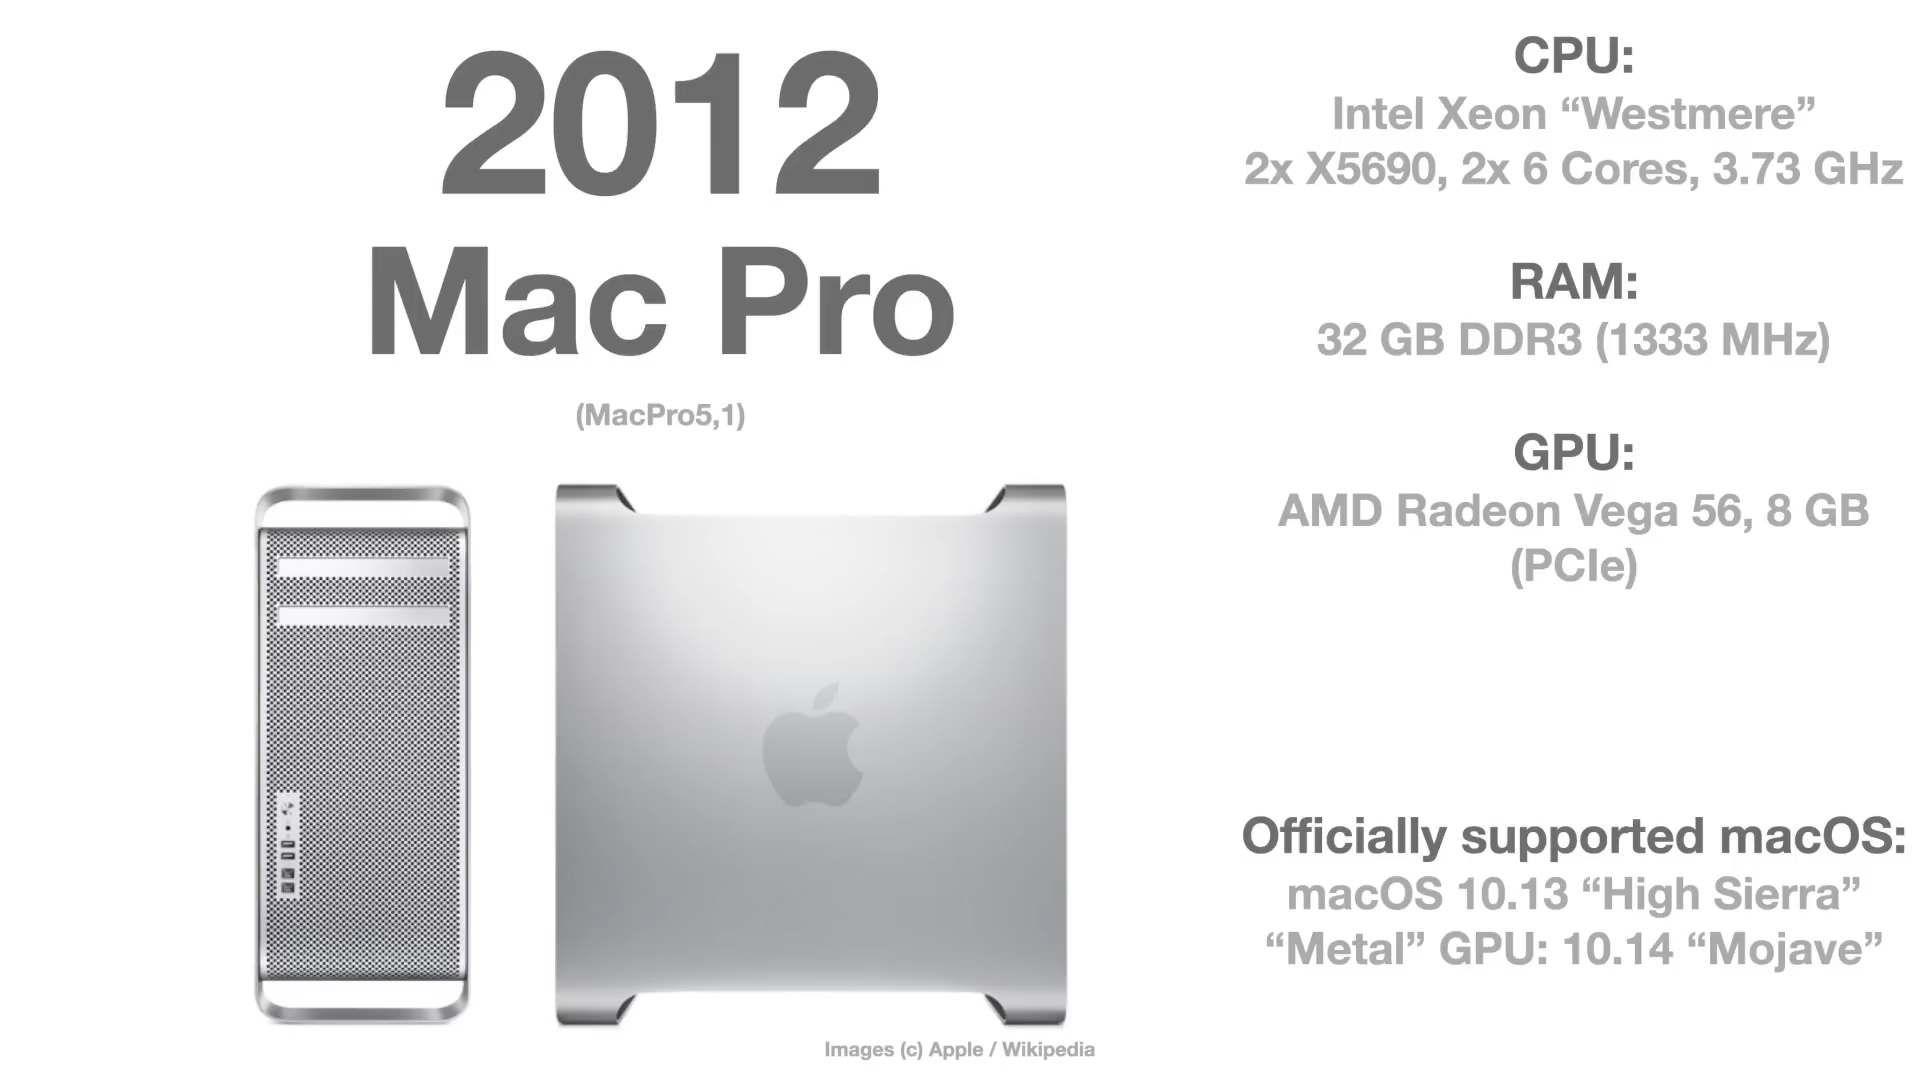 2012
Mac Pro
(MacPro5,1)
CPU:
Intel Xeon “Westmere”
2x X5690, 2x 6 Cores, 3.73 GHz
RAM:
32 GB DDR3 (1333 MHz)
GPU:
AMD Radeon Vega 56, 8 GB
(PCIe)
Officially supported macOS:
macOS 10.13 “High Sierra”
“Metal” GPU: 10.14 “Mojave”
Images (c) Apple / Wikipedia